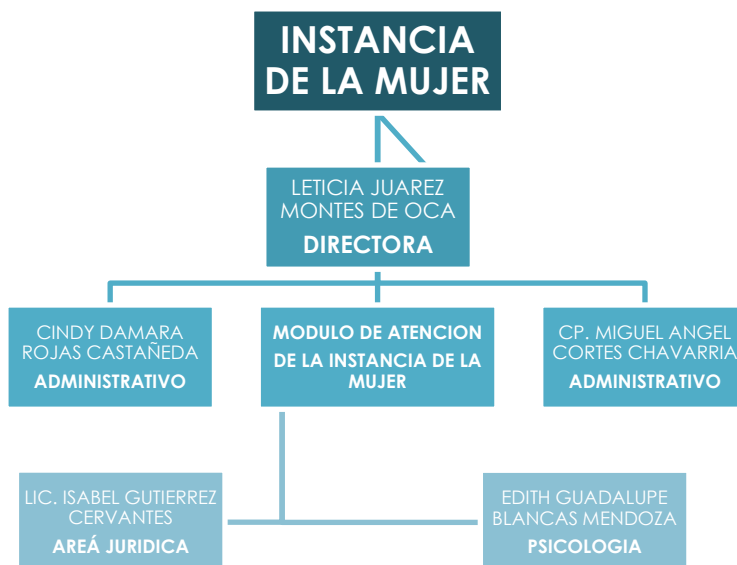 INSTANCIA
DE LA MUJER
LETICIA JUAREZ
MONTES DE OCA
DIRECTORA
CINDY DAMARA
ROJAS CASTAÑEDA
ADMINISTRATIVO
MODULO DE ATENCION
DE LA INSTANCIA DE LA
MUJER
CP. MIGUEL ANGEL
CORTES CHAVARRIA
ADMINISTRATIVO
LIC. ISABEL GUTIERREZ
CERVANTES
AREÁ JURIDICA
EDITH GUADALUPE
BLANCAS MENDOZA
PSICOLOGIA